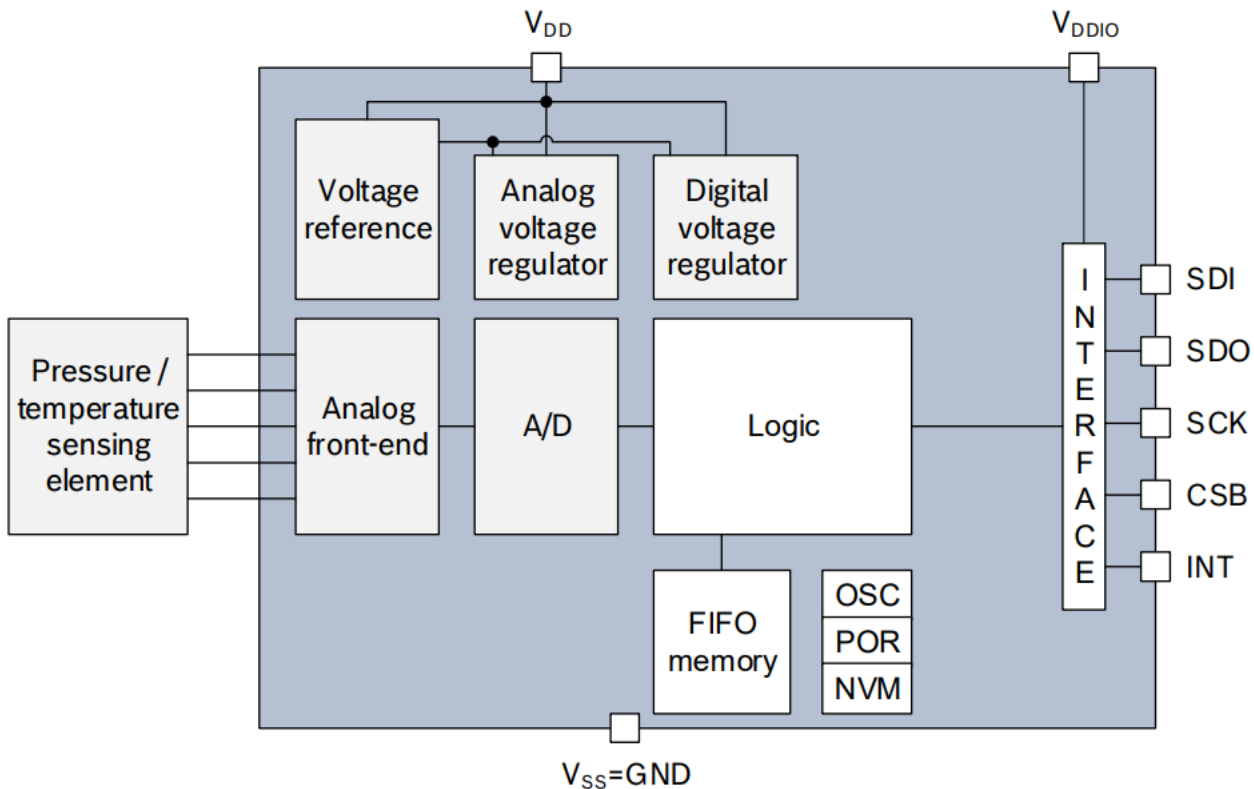 VDD
VDDIO
Voltage
reference
Analog
voltage
regulator
Digital
voltage
regulator
Pressure /
temperature
sensing
element
Analog
front-end
A/D
Logic
INTERFACE
SDI
SDO
SCK
CSB
INT
FIFO
memory
OSC
POR
NVM
VSS=GND